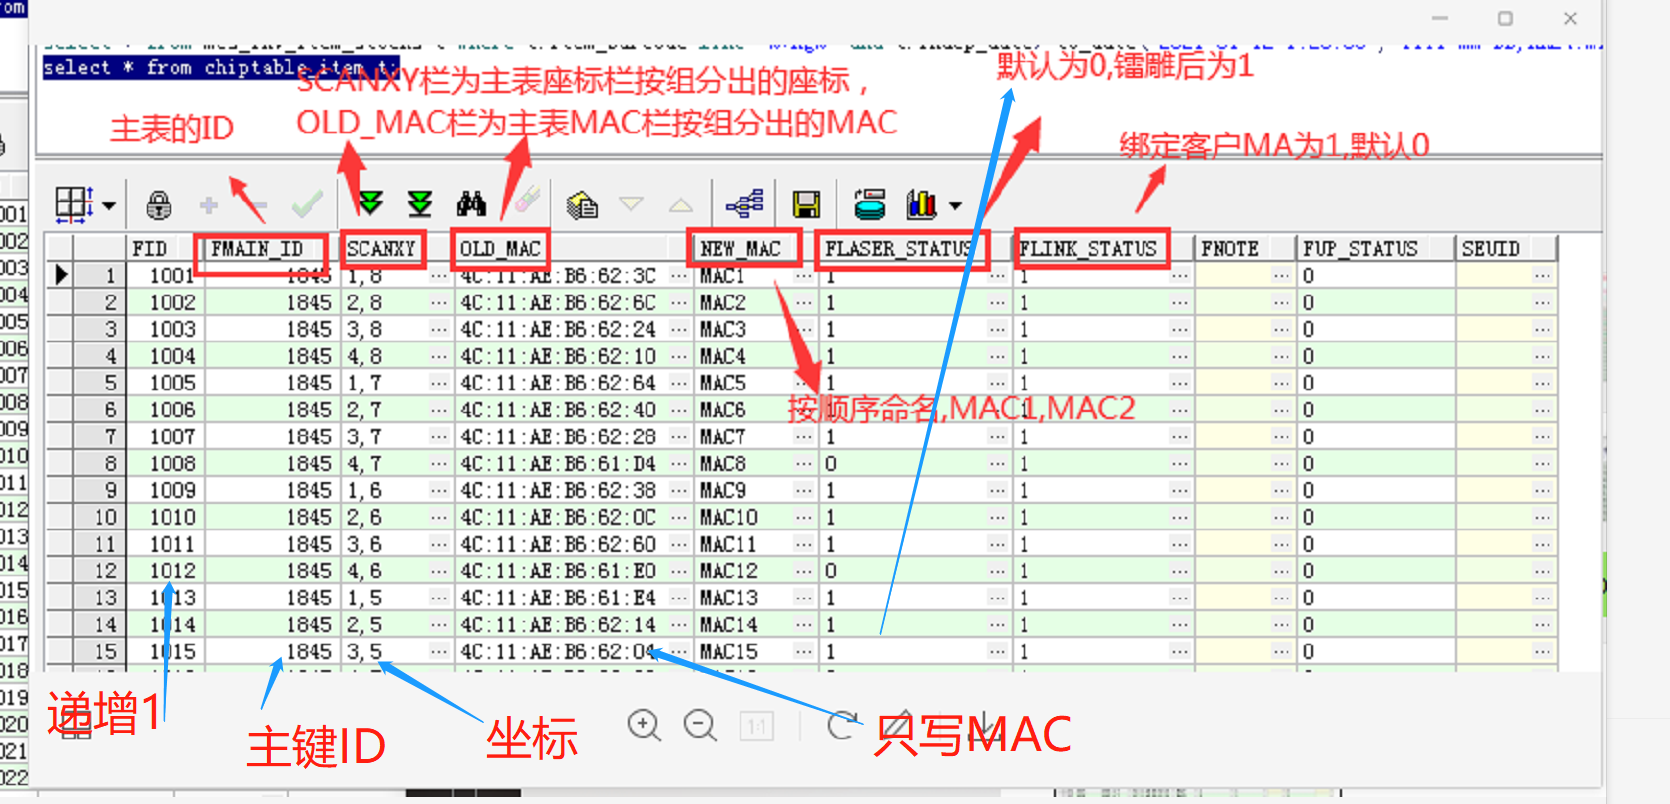 select * from chiptable_item t;
SCANXY栏为主表座标栏按组分出的座标，
OLD_MAC栏为主表MAC栏按组分出的MAC
主表的ID
默认为0,镭雕后为1
绑定客户MA为1,默认0
FID FMAIN_ID SCANXY OLD_MAC NEW_MAC FLASER_STATUS FLINK_STATUS FNOTE FUP_STATUS SEUID
1 1001 1845 1,8 ... 4C:11:AE:B6:62:3C ... MAC1 ... 1 ... 1 ... ... 0 ...
2 1002 1845 2,8 ... 4C:11:AE:B6:62:6C ... MAC2 ... 1 ... 1 ... ... 0 ...
3 1003 1845 3,8 ... 4C:11:AE:B6:62:24 ... MAC3 ... 1 ... 1 ... ... 0 ...
4 1004 1845 4,8 ... 4C:11:AE:B6:62:10 ... MAC4 ... 1 ... 1 ... ... 0 ...
5 1005 1845 1,7 ... 4C:11:AE:B6:62:64 ... MAC5 ... 1 ... 1 ... ... 0 ...
6 1006 1845 2,7 ... 4C:11:AE:B6:62:40 ... MAC6 ... 1 ... 1 ... ... 0 ...
按顺序命名,MAC1,MAC2
7 1007 1845 3,7 ... 4C:11:AE:B6:62:28 ... MAC7 ... 1 ... 1 ... ... 0 ...
8 1008 1845 4,7 ... 4C:11:AE:B6:61:D4 ... MAC8 ... 0 ... 1 ... ... 0 ...
9 1009 1845 1,6 ... 4C:11:AE:B6:62:38 ... MAC9 ... 1 ... 1 ... ... 0 ...
10 1010 1845 2,6 ... 4C:11:AE:B6:62:0C ... MAC10 ... 1 ... 1 ... ... 0 ...
11 1011 1845 3,6 ... 4C:11:AE:B6:62:60 ... MAC11 ... 1 ... 1 ... ... 0 ...
12 1012 1845 4,6 ... 4C:11:AE:B6:61:E0 ... MAC12 ... 0 ... 1 ... ... 0 ...
13 1013 1845 1,5 ... 4C:11:AE:B6:61:E4 ... MAC13 ... 1 ... 1 ... ... 0 ...
14 1014 1845 2,5 ... 4C:11:AE:B6:62:14 ... MAC14 ... 1 ... 1 ... ... 0 ...
15 1015 1845 3,5 ... 4C:11:AE:B6:62:04 ... MAC15 ... 1 ... 1 ... ... 0 ...
递增1
主键ID
坐标
只写MAC
1:1